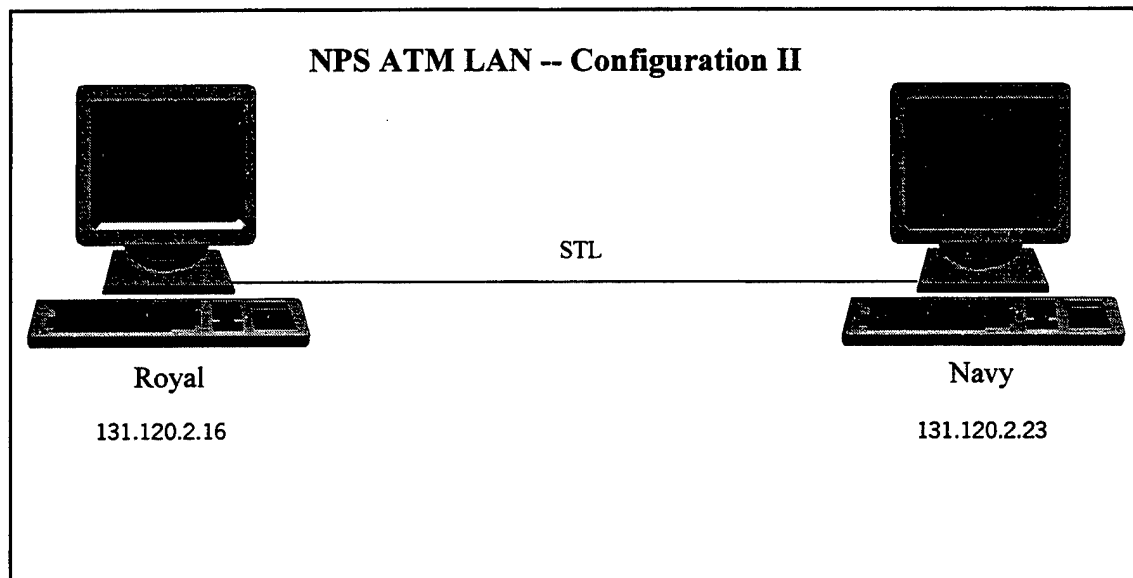 NPS ATM LAN -- Configuration II
STL
Royal
Navy
131.120.2.16
131.120.2.23